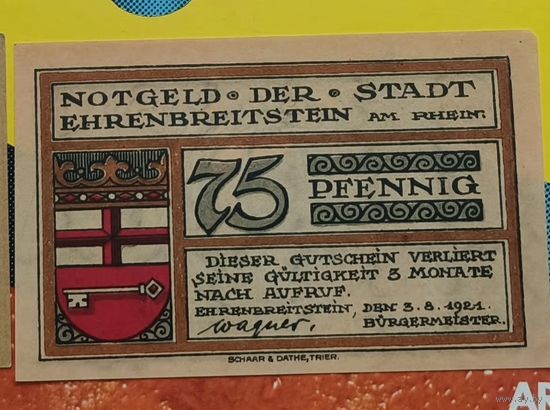 NOTGELD • DER • STADT
EHRENBREITSTEIN AM RHEIN.
75 PFENNIG
DIESER GUTSCHEIN VERLIERT
SEINE GÜLTIGKEIT 3 MONATE
NACH AUFRUF.
EHRENBREITSTEIN, DEN 3. 8. 1921.
Wagner. BÜRGERMEISTER.
SCHAAR & DATHE, TRIER.
AR